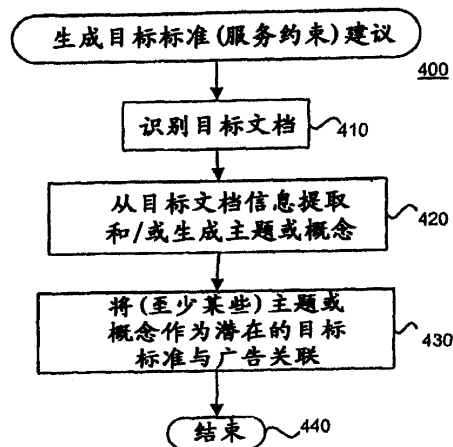 生成目标标准(服务约束)建议
400
识别目标文档
410
从目标文档信息提取
和/或生成主题或概念
420
将(至少某些)主题或
概念作为潜在的目标
标准与广告关联
430
结束
440